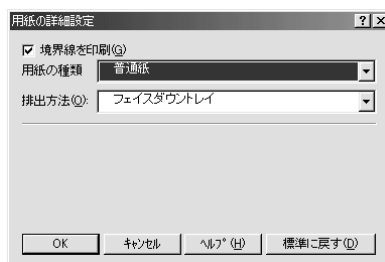 用紙の詳細設定
境界線を印刷(G)
用紙の種類 普通紙
排出方法(O): フェイスダウントレイ
OK キャンセル ヘルプ(H) 標準に戻す(D)